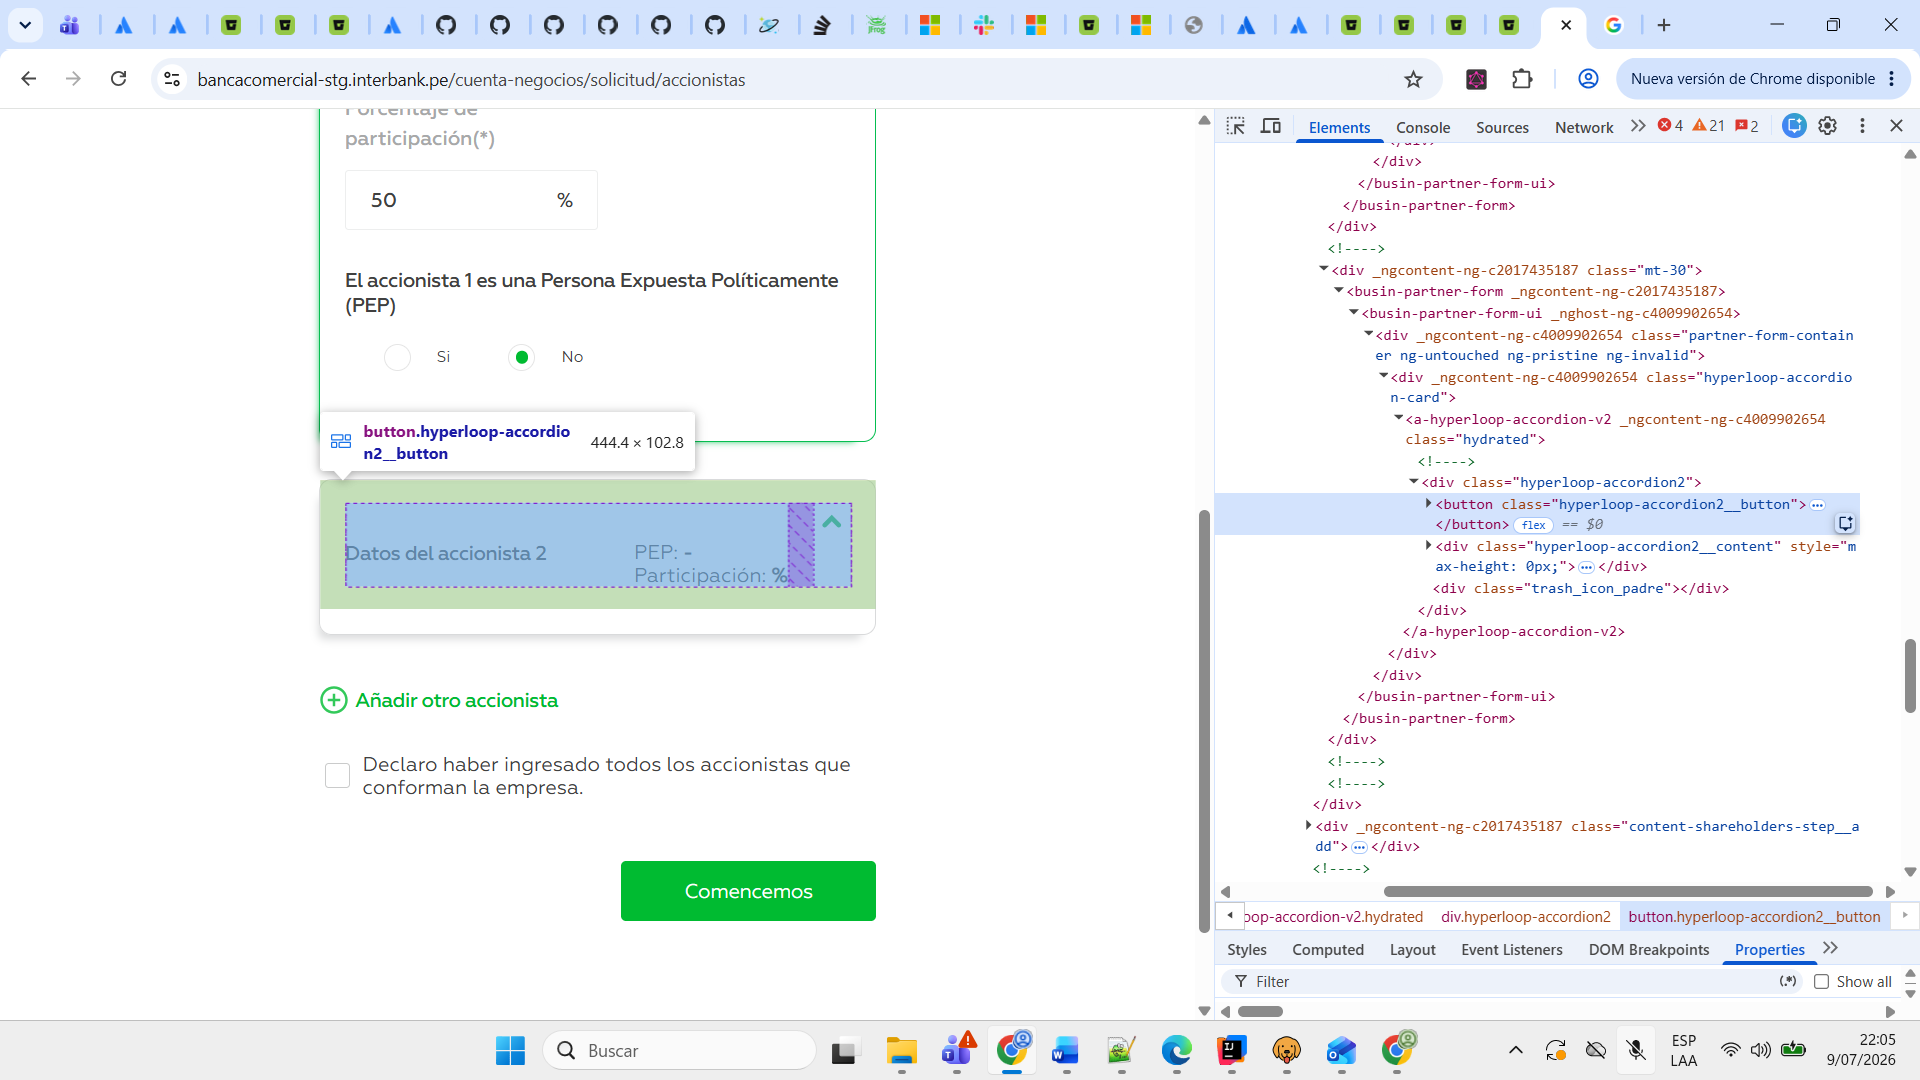 bancacomercial-stg.interbank.pe/cuenta-negocios/solicitud/accionistas
Nueva versión de Chrome disponible
Porcentaje de
participación(*)
50 %
El accionista 1 es una Persona Expuesta Políticamente
(PEP)
Si No
button.hyperloop-accordio
n2__button
444.4 × 102.8
Datos del accionista 2
PEP: -
Participación: %
Añadir otro accionista
Declaro haber ingresado todos los accionistas que
conforman la empresa.
Comencemos
Elements Console Sources Network 4 21 2
</div>
</div>
</busin-partner-form-ui>
</busin-partner-form>
</div>
<!---->
<div _ngcontent-ng-c2017435187 class="mt-30">
<busin-partner-form _ngcontent-ng-c2017435187>
<busin-partner-form-ui _nghost-ng-c4009902654>
<div _ngcontent-ng-c4009902654 class="partner-form-contain
er ng-untouched ng-pristine ng-invalid">
<div _ngcontent-ng-c4009902654 class="hyperloop-accordio
n-card">
<a-hyperloop-accordion-v2 _ngcontent-ng-c4009902654
class="hydrated">
<!---->
<div class="hyperloop-accordion2">
<button class="hyperloop-accordion2__button">
</button> flex == $0
<div class="hyperloop-accordion2__content" style="m
ax-height: 0px;"> </div>
<div class="trash_icon_padre"></div>
</div>
</a-hyperloop-accordion-v2>
</div>
</div>
</busin-partner-form-ui>
</busin-partner-form>
</div>
<!---->
<!---->
</div>
<div _ngcontent-ng-c2017435187 class="content-shareholders-step__a
dd"> </div>
<!---->
oop-accordion-v2.hydrated div.hyperloop-accordion2 button.hyperloop-accordion2__button
Styles Computed Layout Event Listeners DOM Breakpoints Properties
Filter (.*) Show all
Buscar
ESP
LAA
22:05
9/07/2026